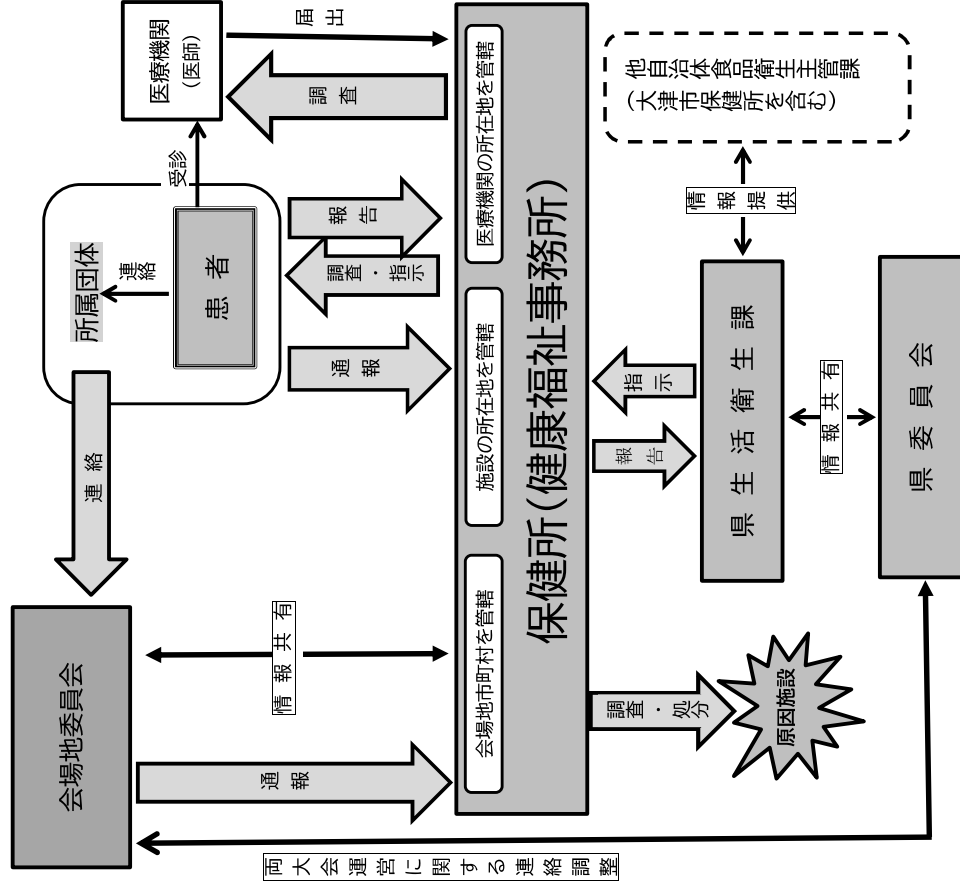 会場地委員会
連絡
所属団体
連絡
患者
受診
医療機関
（医師）
届出
調査
通報
情報共有
通報
調査・指示
報告
会場地市町村を管轄
施設の所在地を管轄
医療機関の所在地を管轄
保健所（健康福祉事務所）
調査・処分
原因施設
報告
指示
県生活衛生課
情報提供
他自治体食品衛生主管課
（大津市保健所を含む）
情報共有
県委員会
両大会運営に関する連絡調整